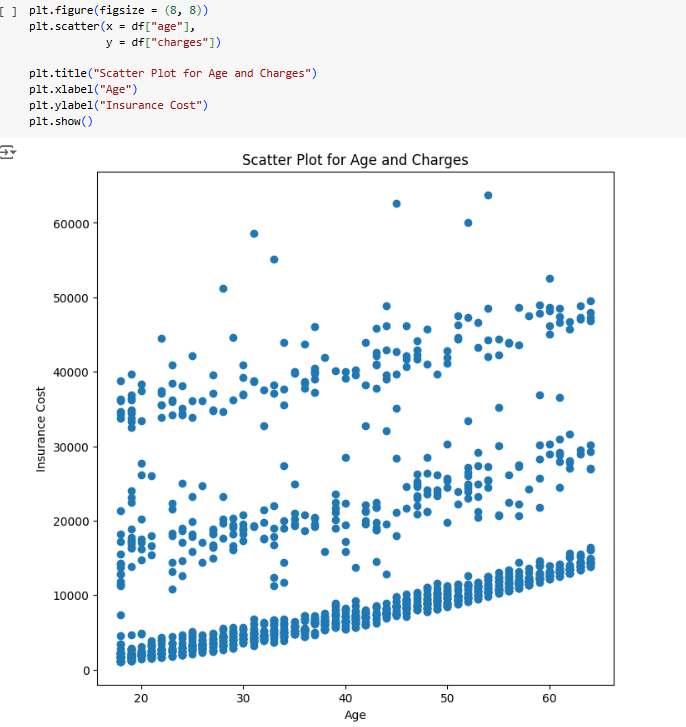 [ ] plt.figure(figsize = (8, 8))
plt.scatter(x = df["age"],
y = df["charges"])
plt.title("Scatter Plot for Age and Charges")
plt.xlabel("Age")
plt.ylabel("Insurance Cost")
plt.show()
Scatter Plot for Age and Charges
60000
50000
40000
30000
20000
10000
0
Insurance Cost
20 30 40 50 60
Age